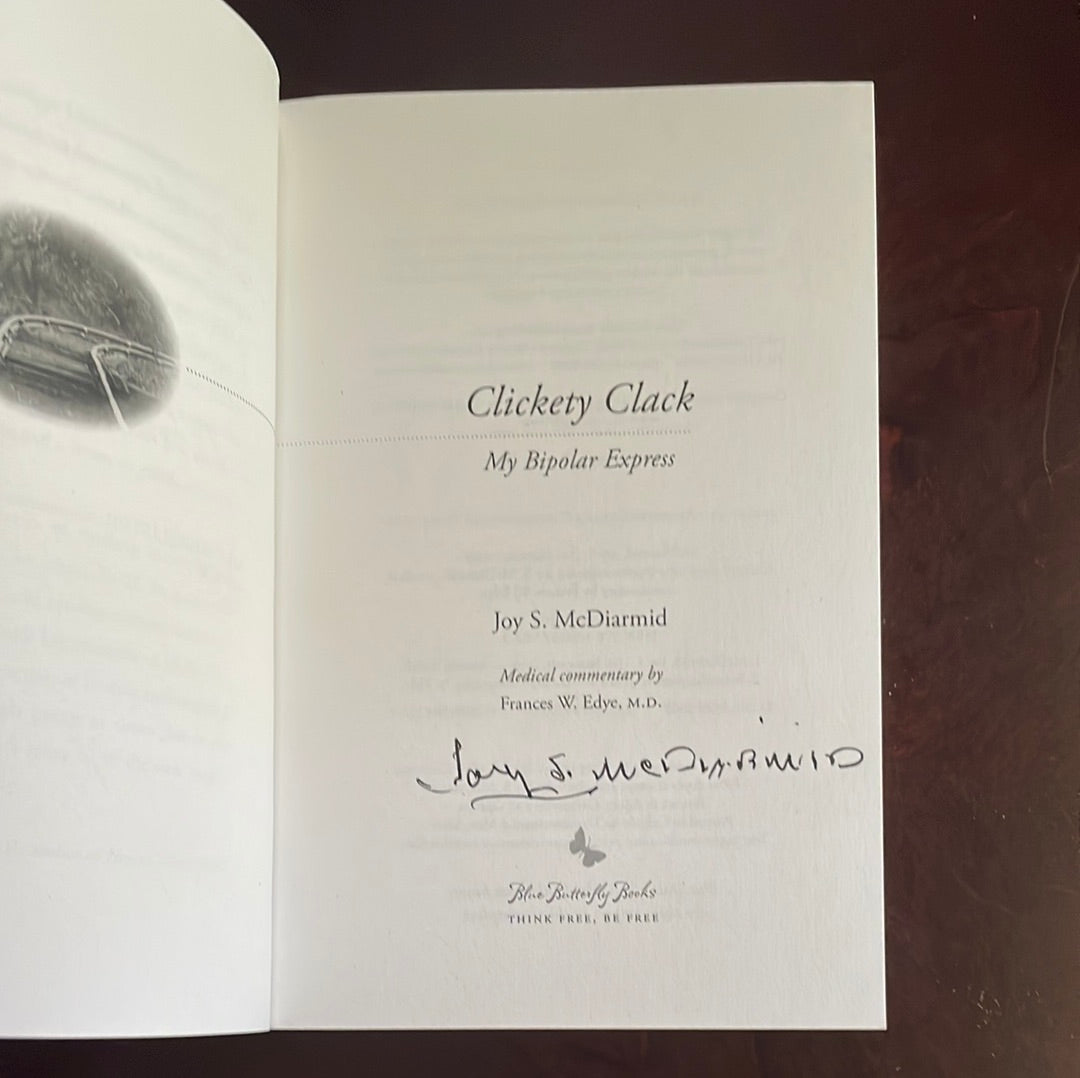 Clickety Clack
My Bipolar Express
Joy S. McDiarmid
Medical commentary by
Frances W. Edye, M.D.
Joy S. McDiarmid
Blue Butterfly Books
THINK FREE, BE FREE